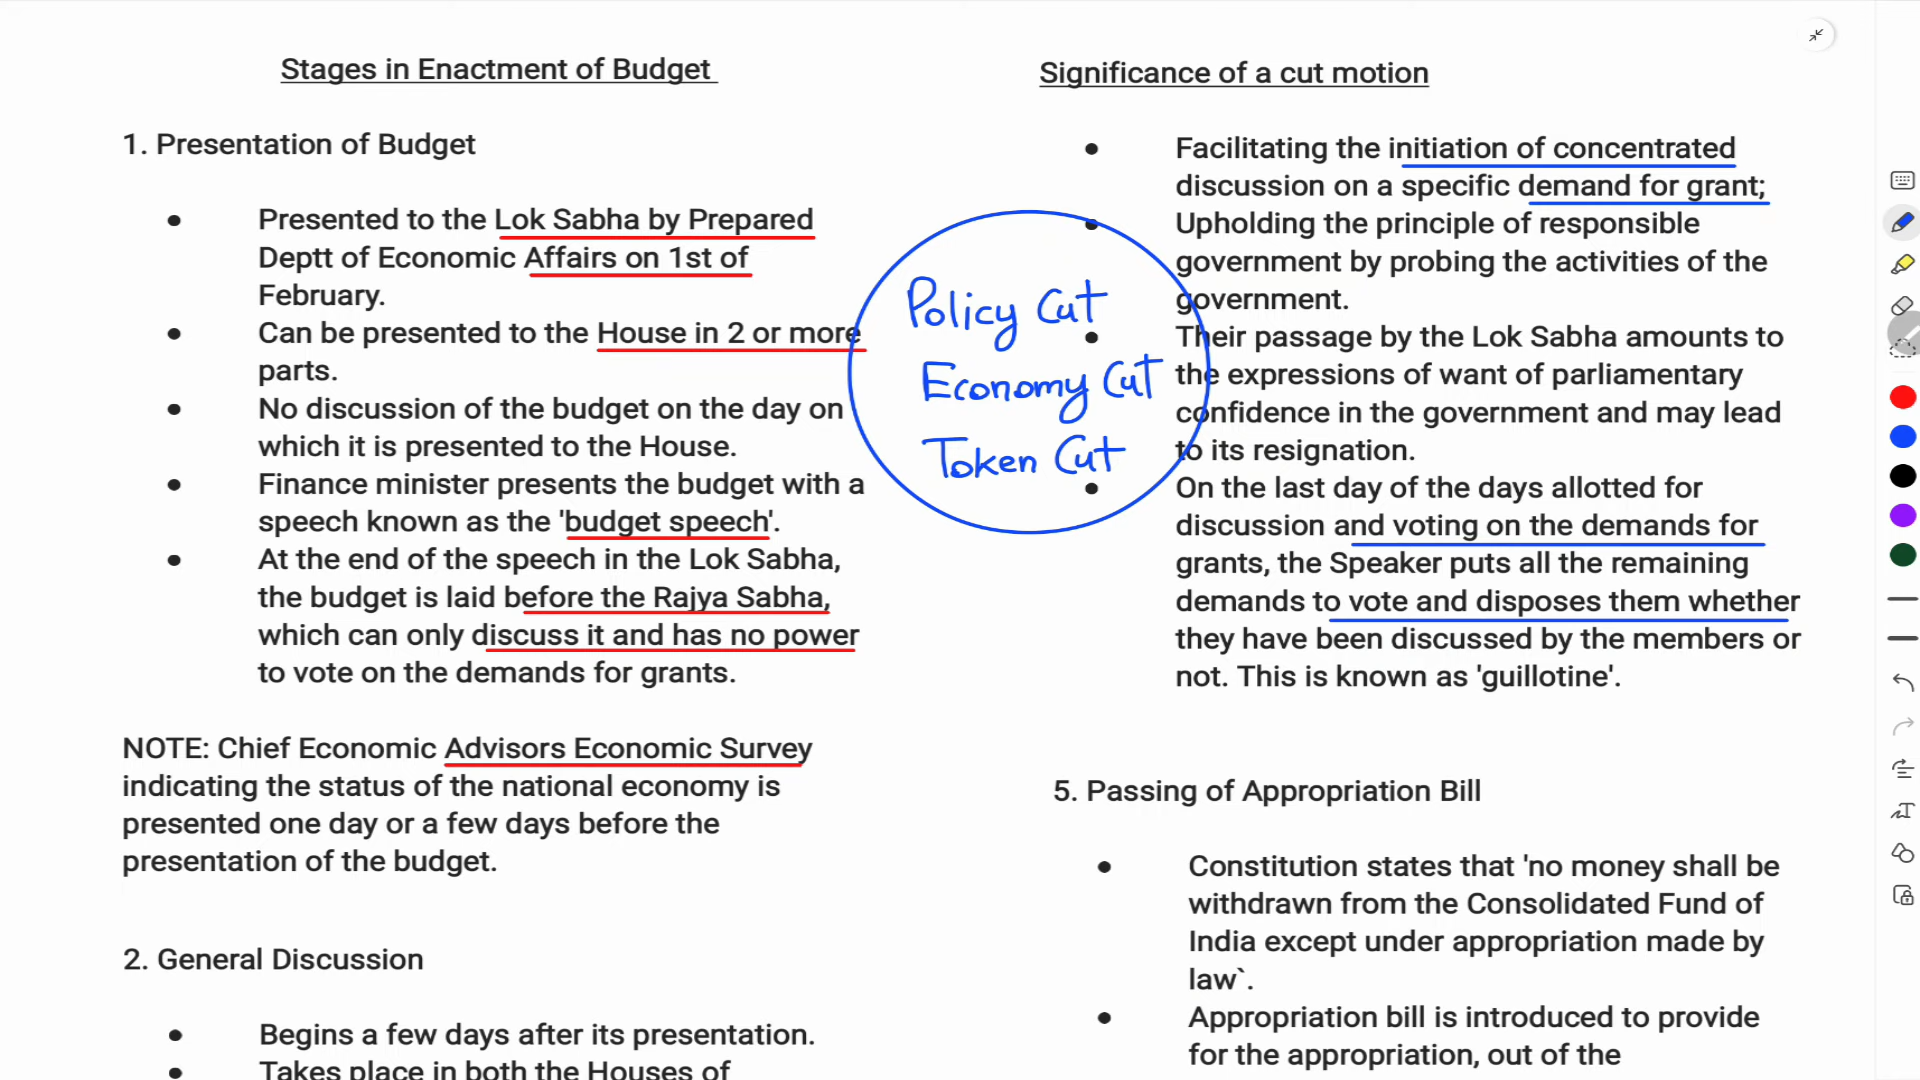 Stages in Enactment of Budget
1. Presentation of Budget
Presented to the Lok Sabha by Prepared
Deptt of Economic Affairs on 1st of
February.
Can be presented to the House in 2 or more
parts.
No discussion of the budget on the day on
which it is presented to the House.
Finance minister presents the budget with a
speech known as the 'budget speech'.
At the end of the speech in the Lok Sabha,
the budget is laid before the Rajya Sabha,
which can only discuss it and has no power
to vote on the demands for grants.
NOTE: Chief Economic Advisors Economic Survey
indicating the status of the national economy is
presented one day or a few days before the
presentation of the budget.
2. General Discussion
Begins a few days after its presentation.
Takes place in both the Houses of
Policy Cut
Economy Cut
Token Cut
Significance of a cut motion
Facilitating the initiation of concentrated
discussion on a specific demand for grant;
Upholding the principle of responsible
government by probing the activities of the
government.
Their passage by the Lok Sabha amounts to
the expressions of want of parliamentary
confidence in the government and may lead
to its resignation.
On the last day of the days allotted for
discussion and voting on the demands for
grants, the Speaker puts all the remaining
demands to vote and disposes them whether
they have been discussed by the members or
not. This is known as 'guillotine'.
5. Passing of Appropriation Bill
Constitution states that 'no money shall be
withdrawn from the Consolidated Fund of
India except under appropriation made by
law`.
Appropriation bill is introduced to provide
for the appropriation, out of the